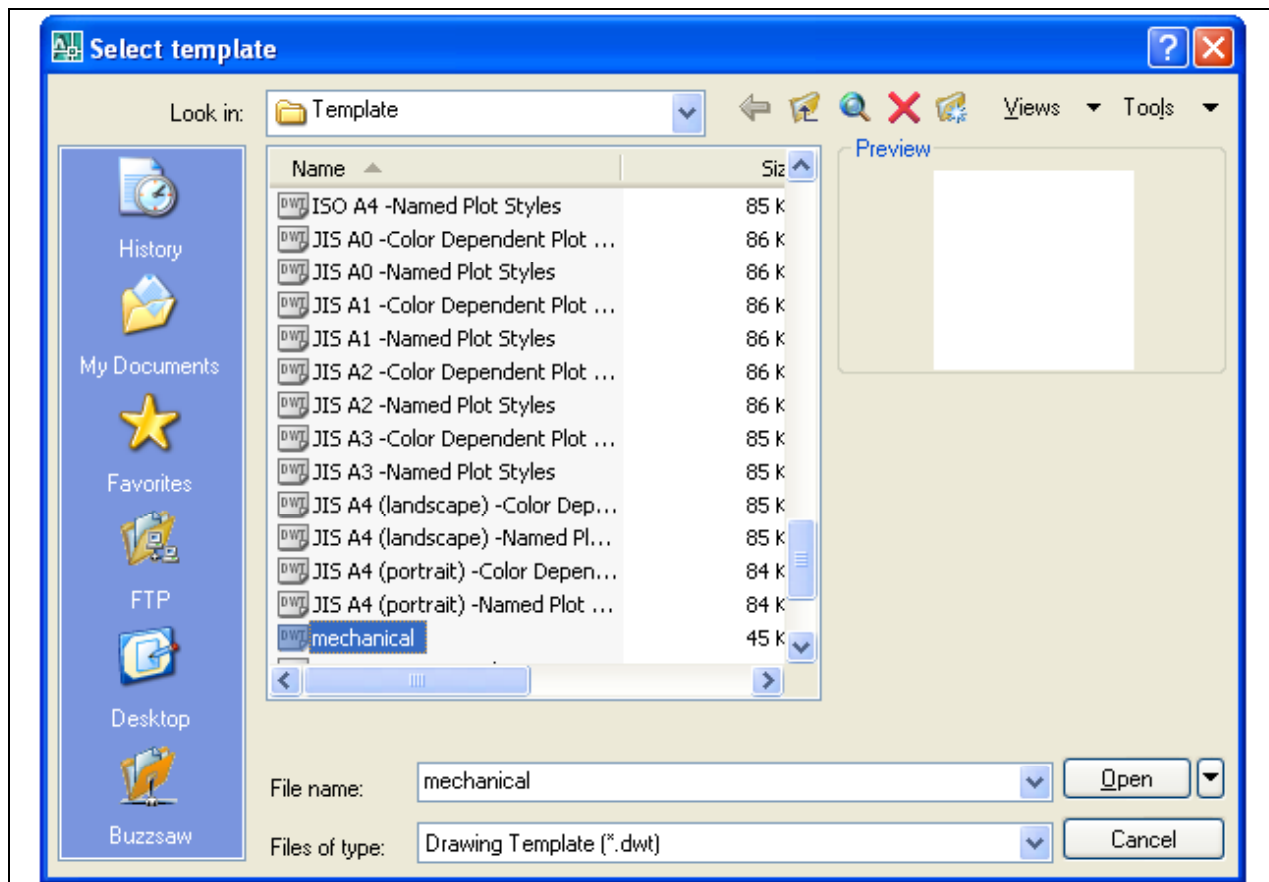 Select template
Look in: Template Views Tools
History
My Documents
Favorites
FTP
Desktop
Buzzsaw
Name Siz
ISO A4 -Named Plot Styles 85 K
JIS A0 -Color Dependent Plot ... 86 K
JIS A0 -Named Plot Styles 86 K
JIS A1 -Color Dependent Plot ... 86 K
JIS A1 -Named Plot Styles 86 K
JIS A2 -Color Dependent Plot ... 86 K
JIS A2 -Named Plot Styles 86 K
JIS A3 -Color Dependent Plot ... 85 K
JIS A3 -Named Plot Styles 85 K
JIS A4 (landscape) -Color Dep... 85 K
JIS A4 (landscape) -Named Pl... 85 K
JIS A4 (portrait) -Color Depen... 84 K
JIS A4 (portrait) -Named Plot ... 84 K
mechanical 45 K
Preview
File name: mechanical Open
Files of type: Drawing Template (*.dwt) Cancel